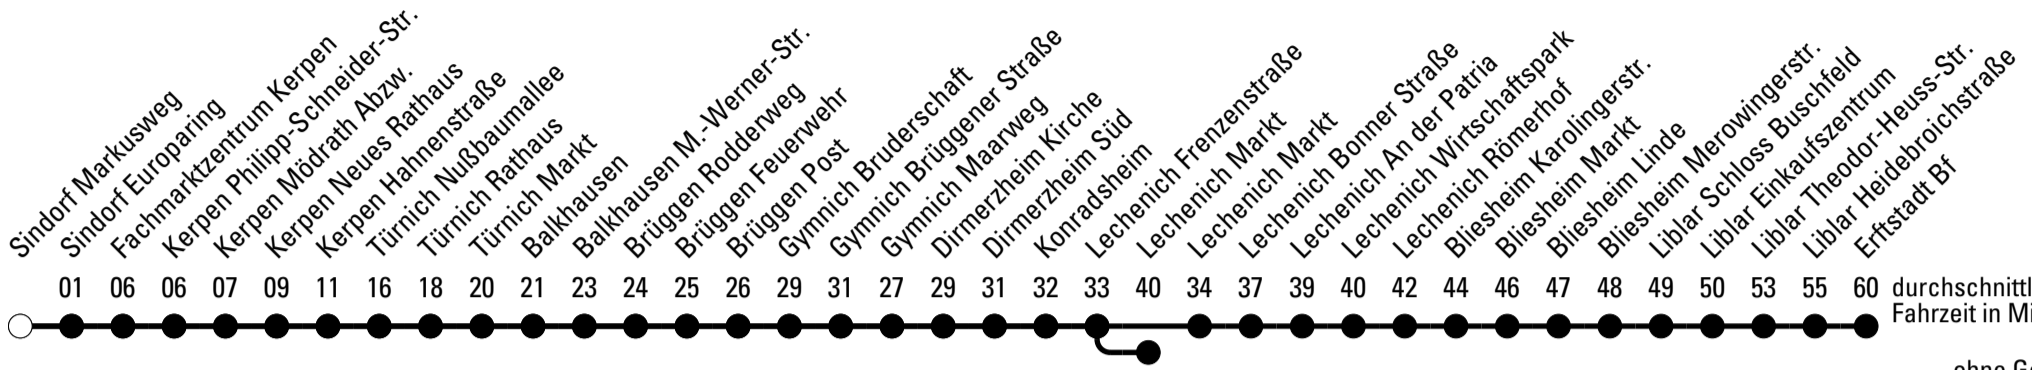 Sindorf Markusweg
Sindorf Europaring
Fachmarktzentrum Kerpen
Kerpen Philipp-Schneider-Str.
Kerpen Mödrath Abzw.
Kerpen Neues Rathaus
Kerpen Hahnenstraße
Türnich Nußbaumallee
Türnich Rathaus
Türnich Markt
Balkhausen
Balkhausen M.-Werner-Str.
Brüggen Rodderweg
Brüggen Feuerwehr
Brüggen Post
Gymnich Bruderschaft
Gymnich Brüggener Straße
Gymnich Maarweg
Dirmerzheim Kirche
Dirmerzheim Süd
Konradsheim
Lechenich Frenzenstraße
Lechenich Markt
Lechenich Markt
Lechenich Bonner Straße
Lechenich An der Patria
Lechenich Wirtschaftspark
Lechenich Römerhof
Bliesheim Karolingerstr.
Bliesheim Markt
Bliesheim Linde
Bliesheim Merowingerstr.
Liblar Schloss Buschfeld
Liblar Einkaufszentrum
Liblar Theodor-Heuss-Str.
Liblar Heidebroichstraße
Erftstadt Bf
01 06 06 07 09 11 16 18 20 21 23 24 25 26 29 31 27 29 31 32 33 40 34 37 39 40 42 44 46 47 48 49 50 53 55 60 durchschnittl
Fahrzeit in Mi